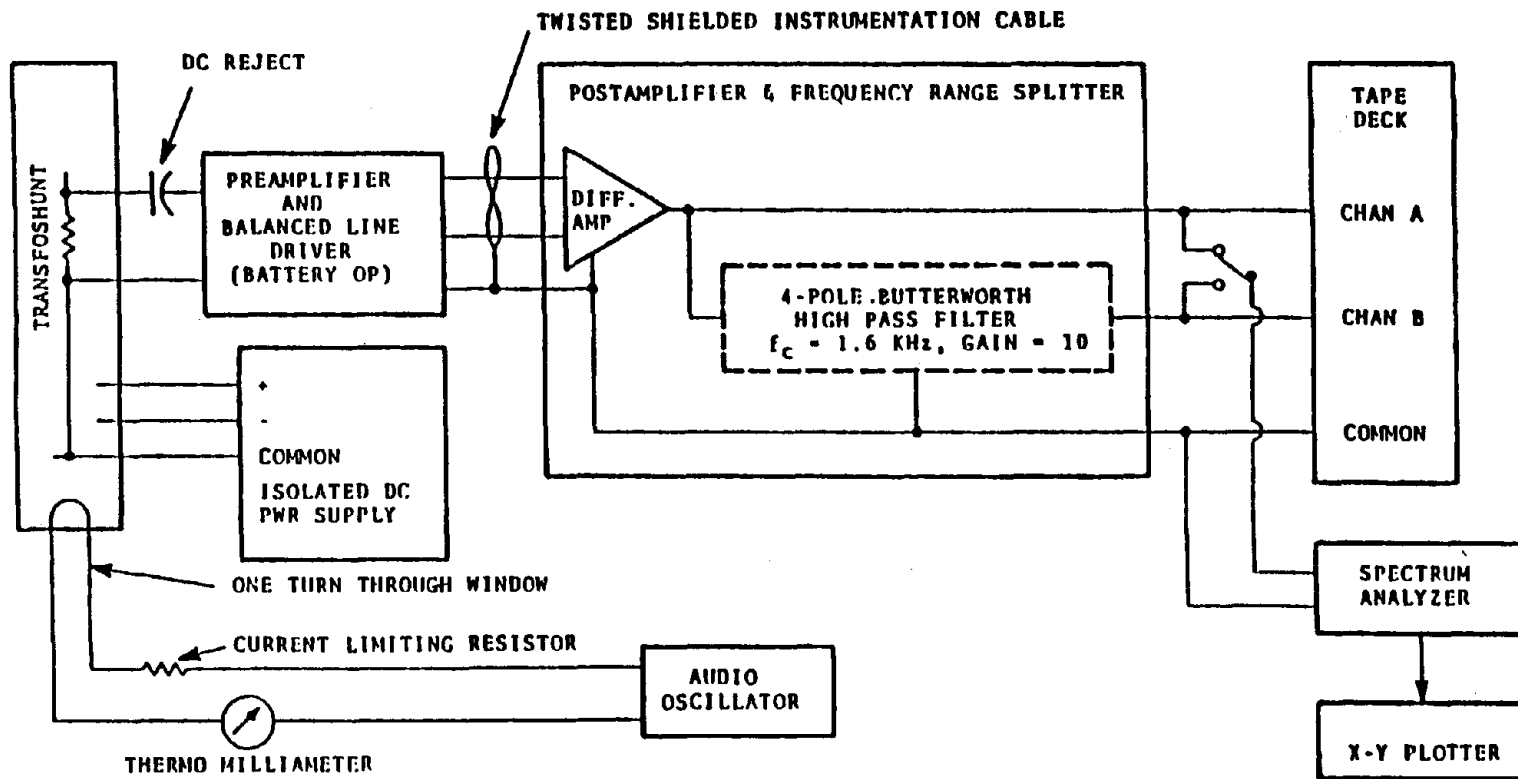 TWISTED SHIELDED INSTRUMENTATION CABLE
DC REJECT
POSTAMPLIFIER & FREQUENCY RANGE SPLITTER
TAPE
DECK
TRANSFOSHUNT
PREAMPLIFIER
AND
BALANCED LINE
DRIVER
(BATTERY OP)
DIFF.
AMP
CHAN A
4-POLE.BUTTERWORTH
HIGH PASS FILTER
fc = 1.6 KHz, GAIN = 10
CHAN B
+
-
COMMON
ISOLATED DC
PWR SUPPLY
COMMON
ONE TURN THROUGH WINDOW
SPECTRUM
ANALYZER
CURRENT LIMITING RESISTOR
AUDIO
OSCILLATOR
THERMO MILLIAMETER
X-Y PLOTTER